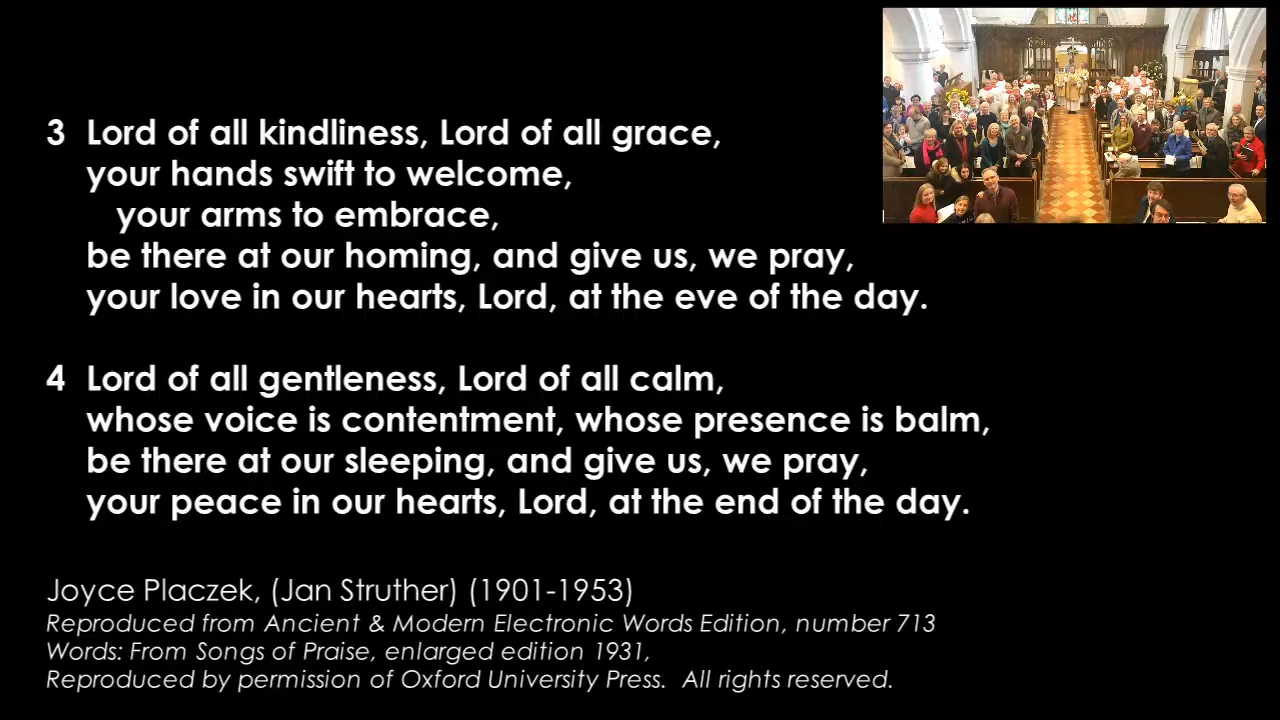 3 Lord of all kindliness, Lord of all grace,
your hands swift to welcome,
your arms to embrace,
be there at our homing, and give us, we pray,
your love in our hearts, Lord, at the eve of the day.
4 Lord of all gentleness, Lord of all calm,
whose voice is contentment, whose presence is balm,
be there at our sleeping, and give us, we pray,
your peace in our hearts, Lord, at the end of the day.
Joyce Placzek, (Jan Struther) (1901-1953)
Reproduced from Ancient & Modern Electronic Words Edition, number 713
Words: From Songs of Praise, enlarged edition 1931,
Reproduced by permission of Oxford University Press. All rights reserved.